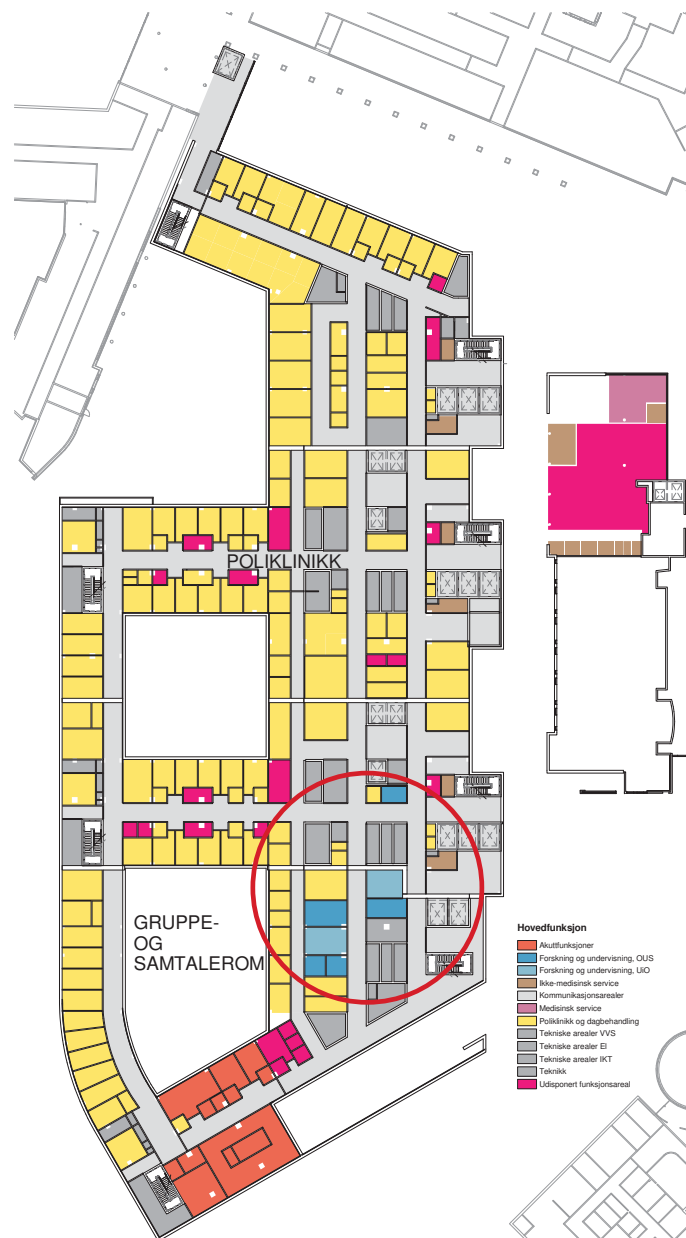 POLIKLINIKK
GRUPPE-
OG
SAMTALEROM
Hovedfunksjon
Akuttfunksjoner
Forskning og undervisning, OUS
Forskning og undervisning, UiO
Ikke-medisinsk service
Kommunikasjonsarealer
Medisinsk service
Poliklinikk og dagbehandling
Tekniske arealer VVS
Tekniske arealer El
Tekniske arealer IKT
Teknikk
Udisponert funksjonsareal